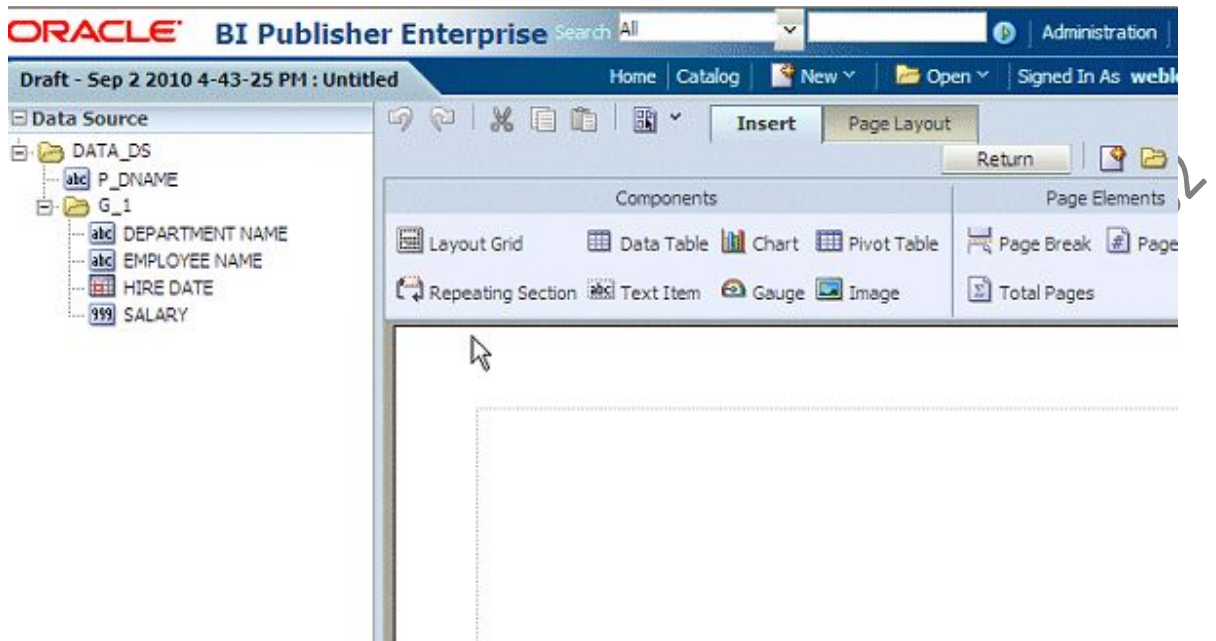 ORACLE BI Publisher Enterprise Search All Administration
Draft - Sep 2 2010 4-43-25 PM : Untitled Home Catalog New Open Signed In As
Data Source
DATA_DS
P_DNAME
G_1
DEPARTMENT NAME
EMPLOYEE NAME
HIRE DATE
SALARY
Insert Page Layout
Return
Components Page Elements
Layout Grid Data Table Chart Pivot Table Page Break Page
Repeating Section Text Item Gauge Image Total Pages